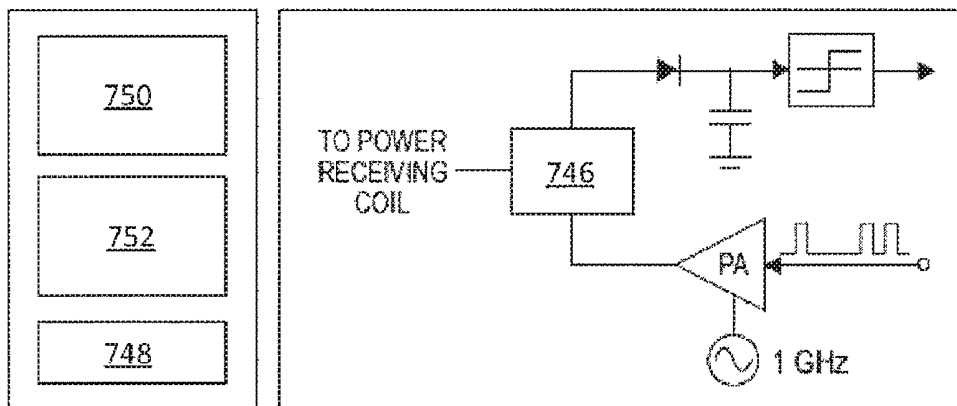 750
752
748
TO POWER
RECEIVING
COIL
746
PA
1 GHz